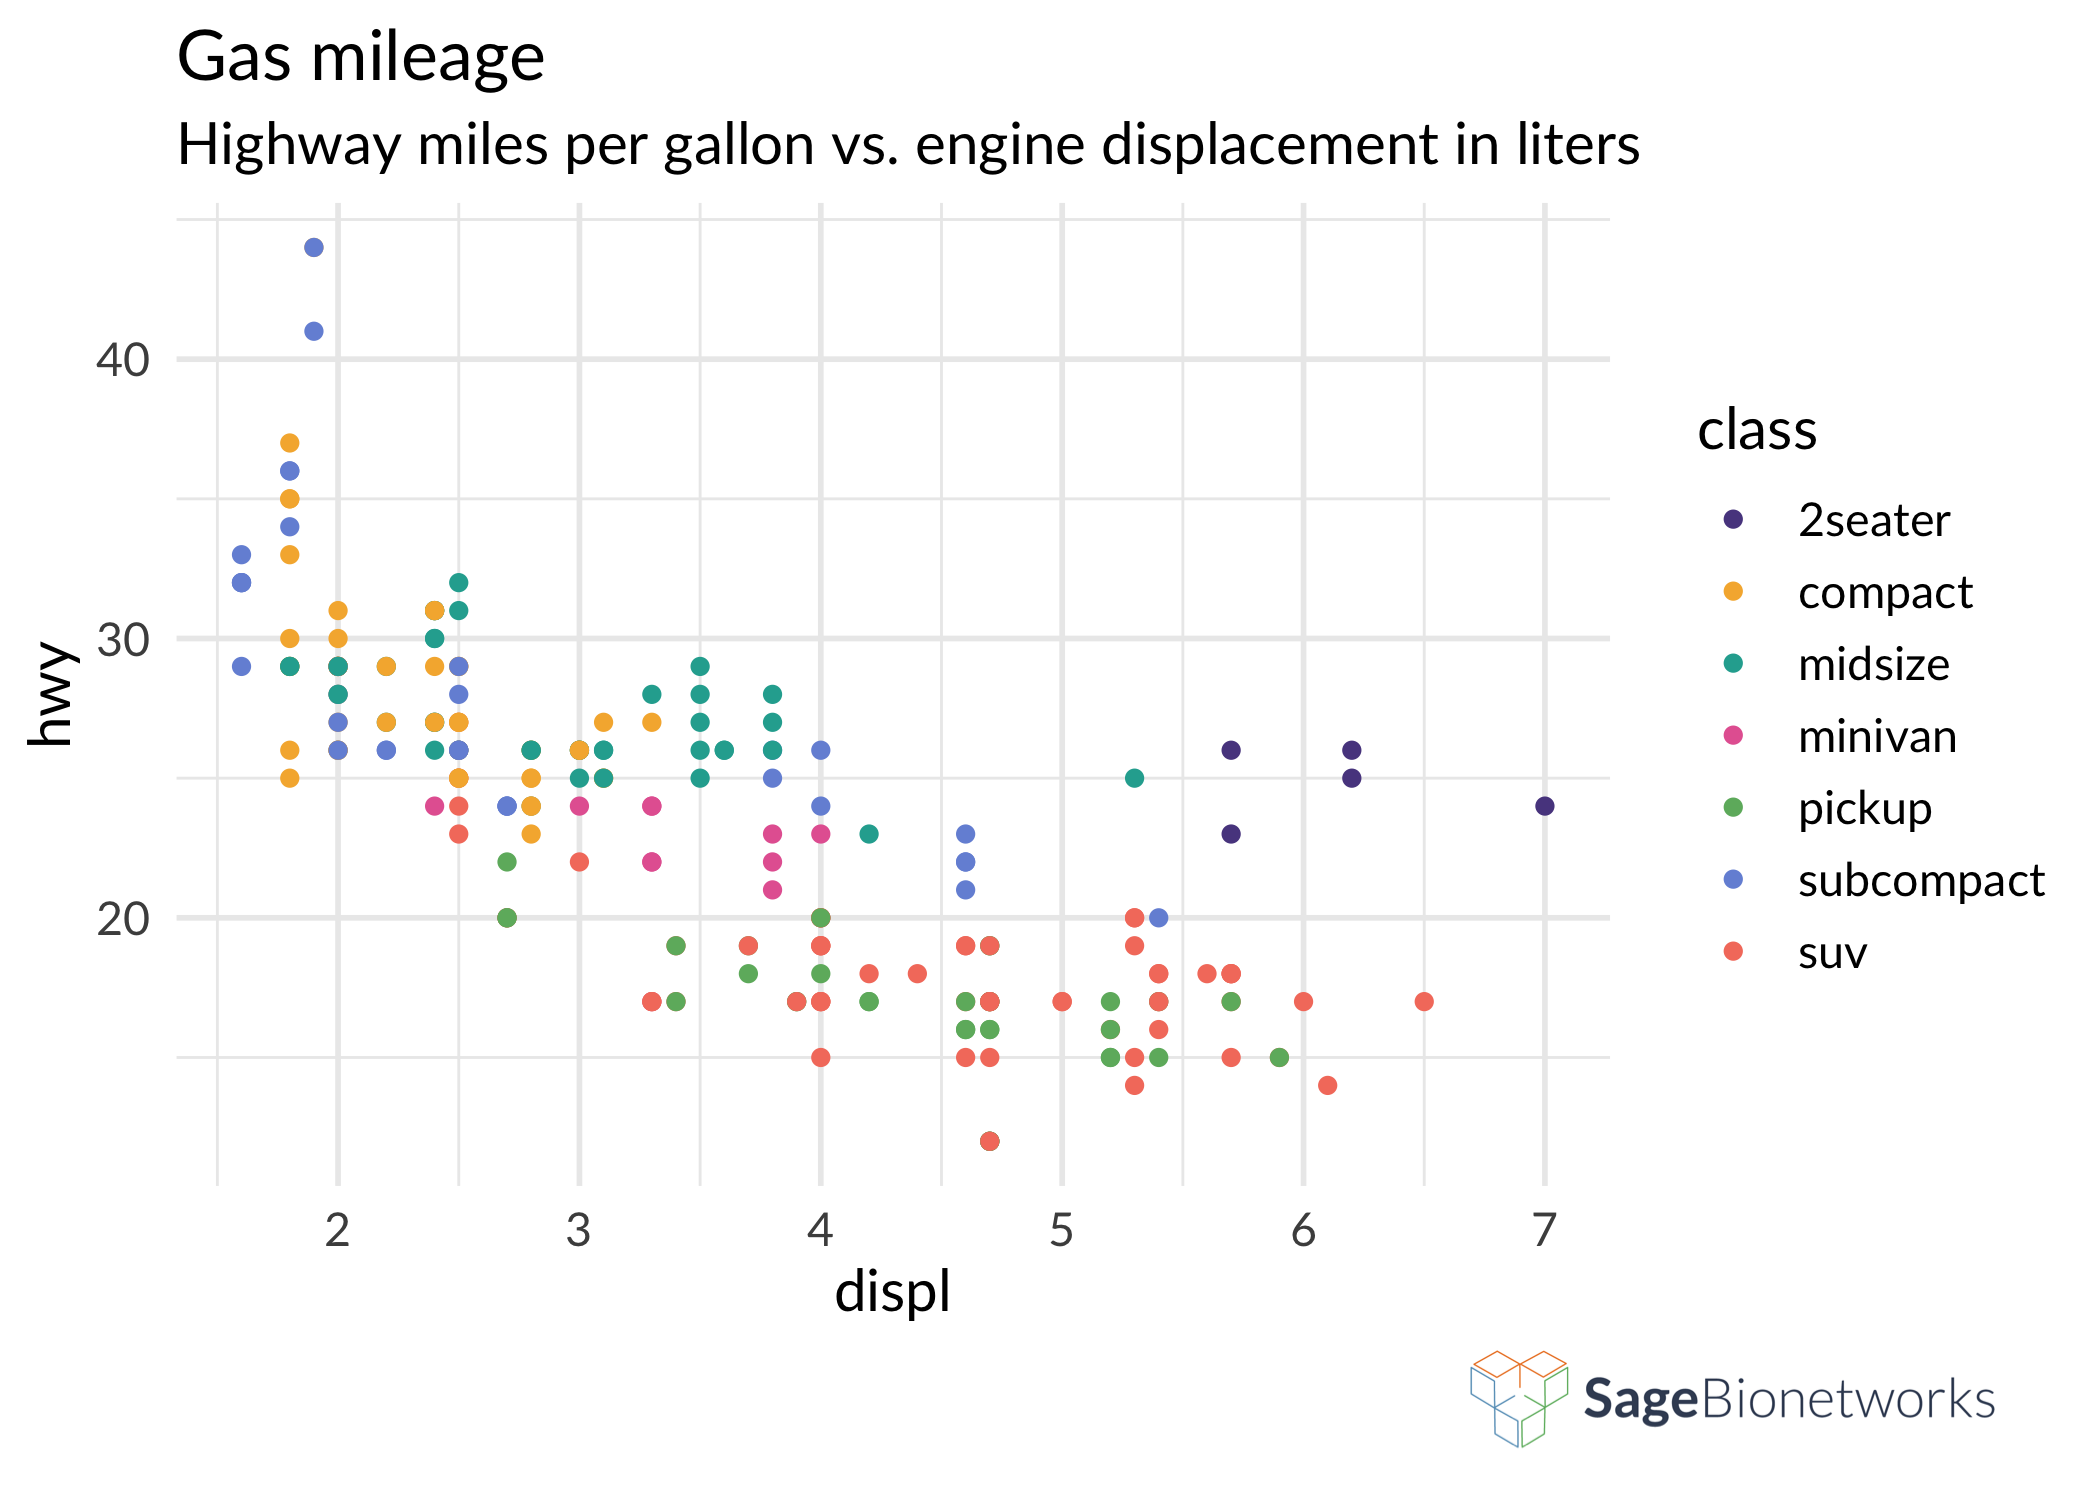 Gas mileage
Highway miles per gallon vs. engine displacement in liters
hwy
40
30
20
2 3 4 5 6 7
displ
class
2seater
compact
midsize
minivan
pickup
subcompact
suv
SageBionetworks